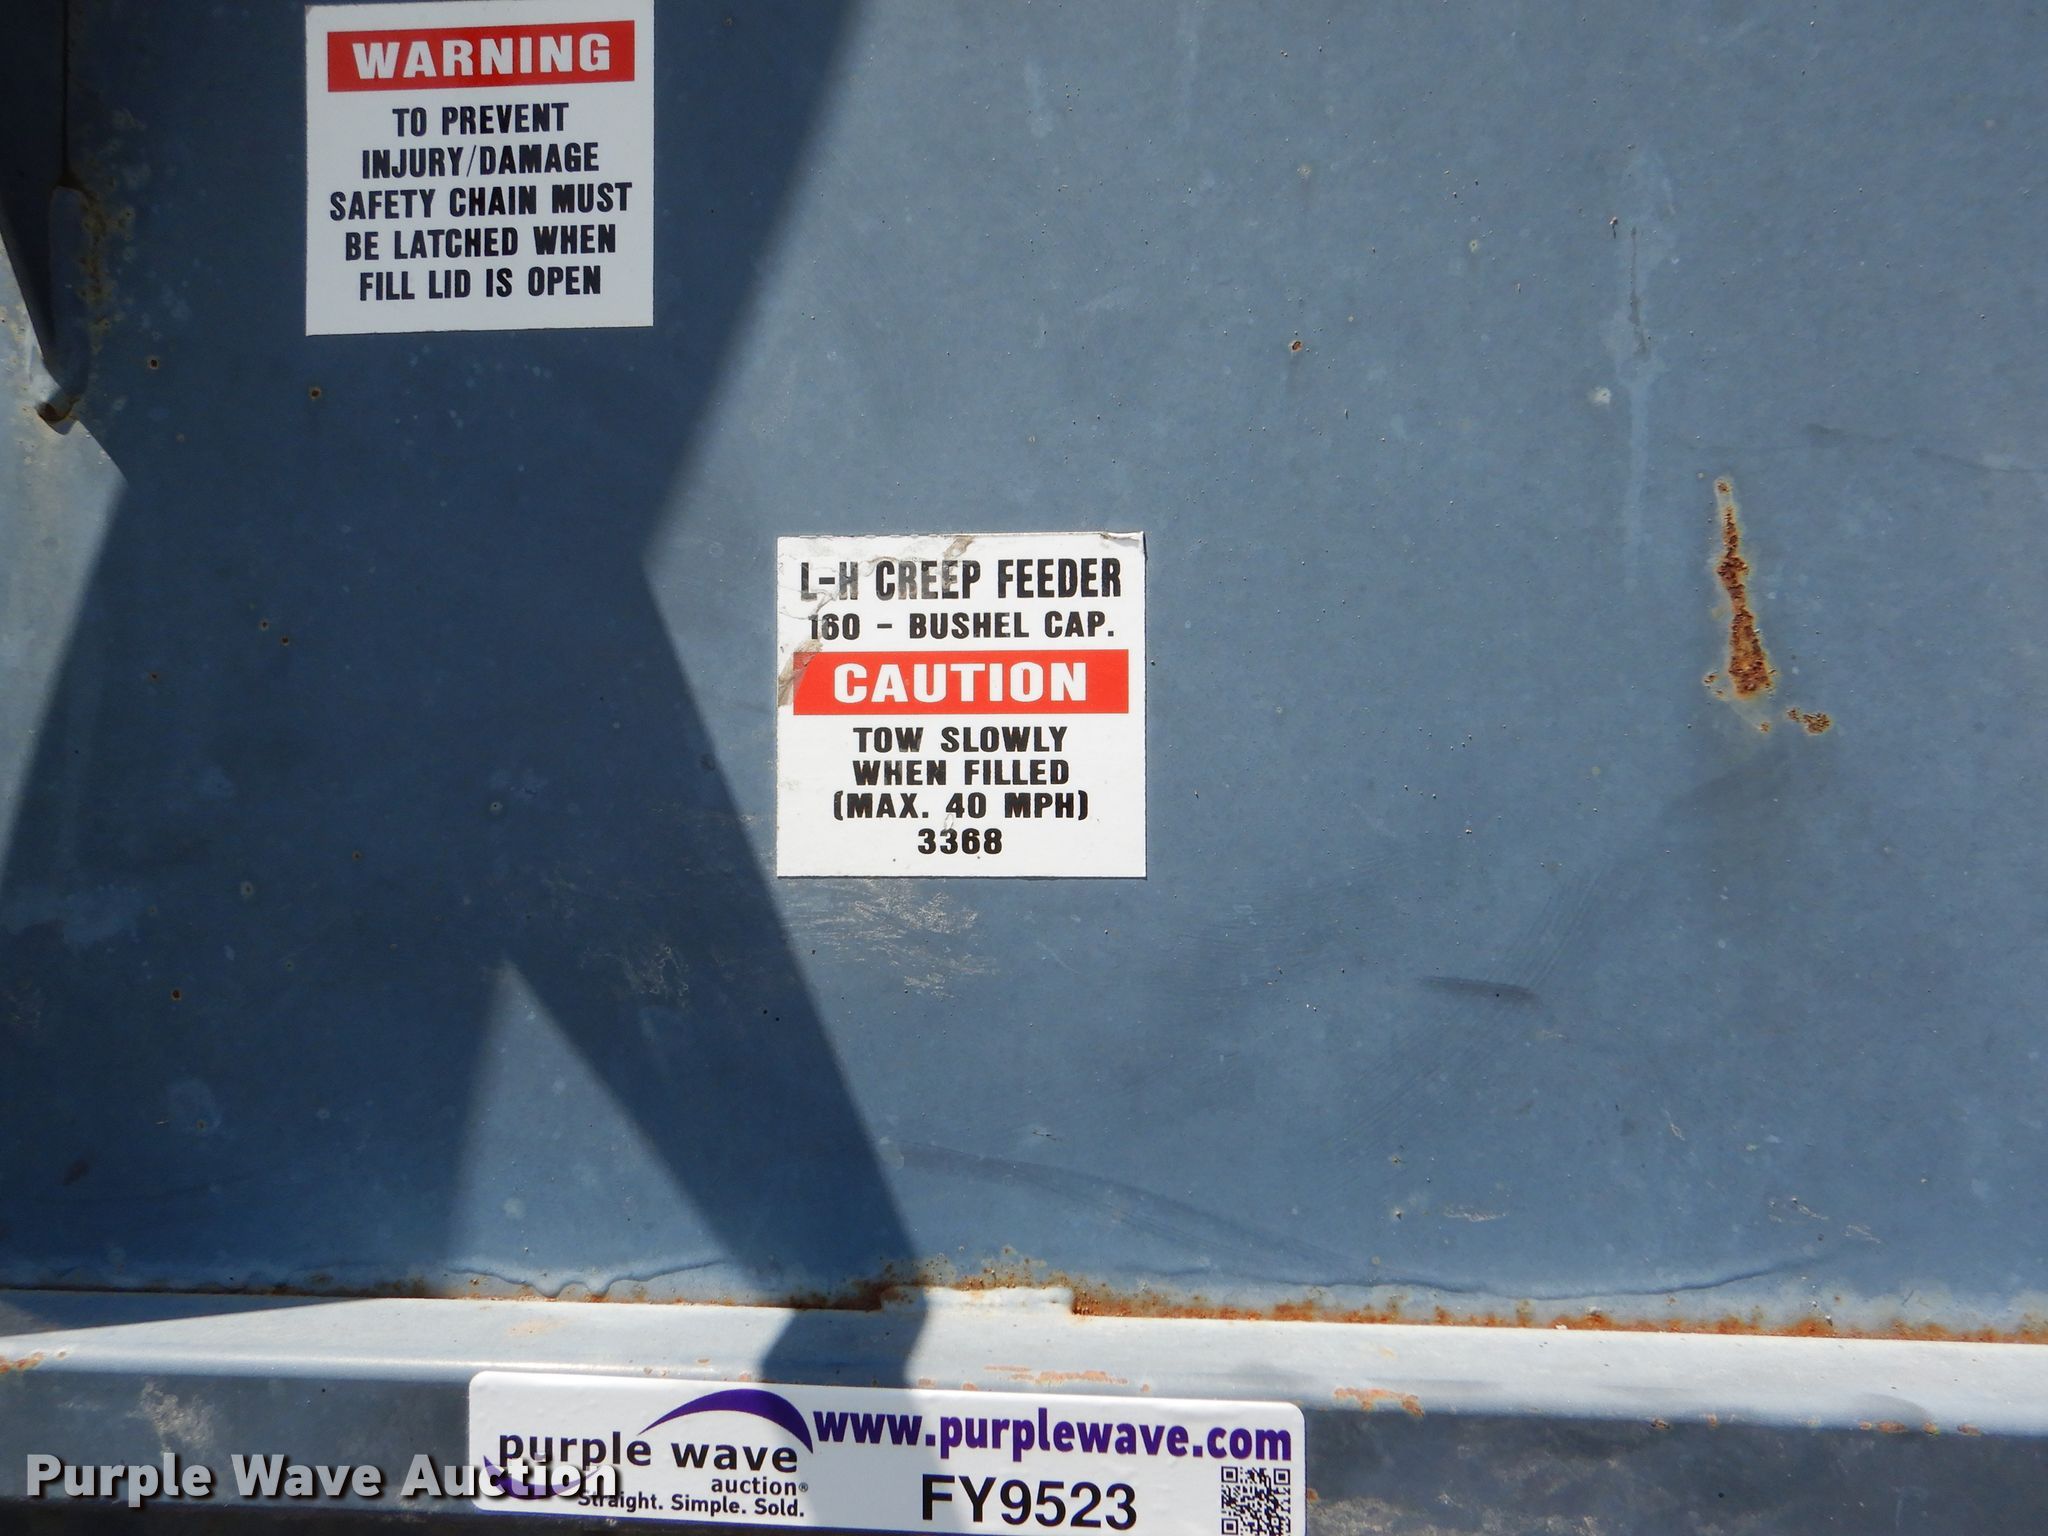 WARNING
TO PREVENT
INJURY/DAMAGE
SAFETY CHAIN MUST
BE LATCHED WHEN
FILL LID IS OPEN
L-H CREEP FEEDER
160 - BUSHEL CAP.
CAUTION
TOW SLOWLY
WHEN FILLED
(MAX. 40 MPH)
3368
purple wave
auction®
Straight. Simple. Sold.
www.purplewave.com
FY9523
Purple Wave Auction